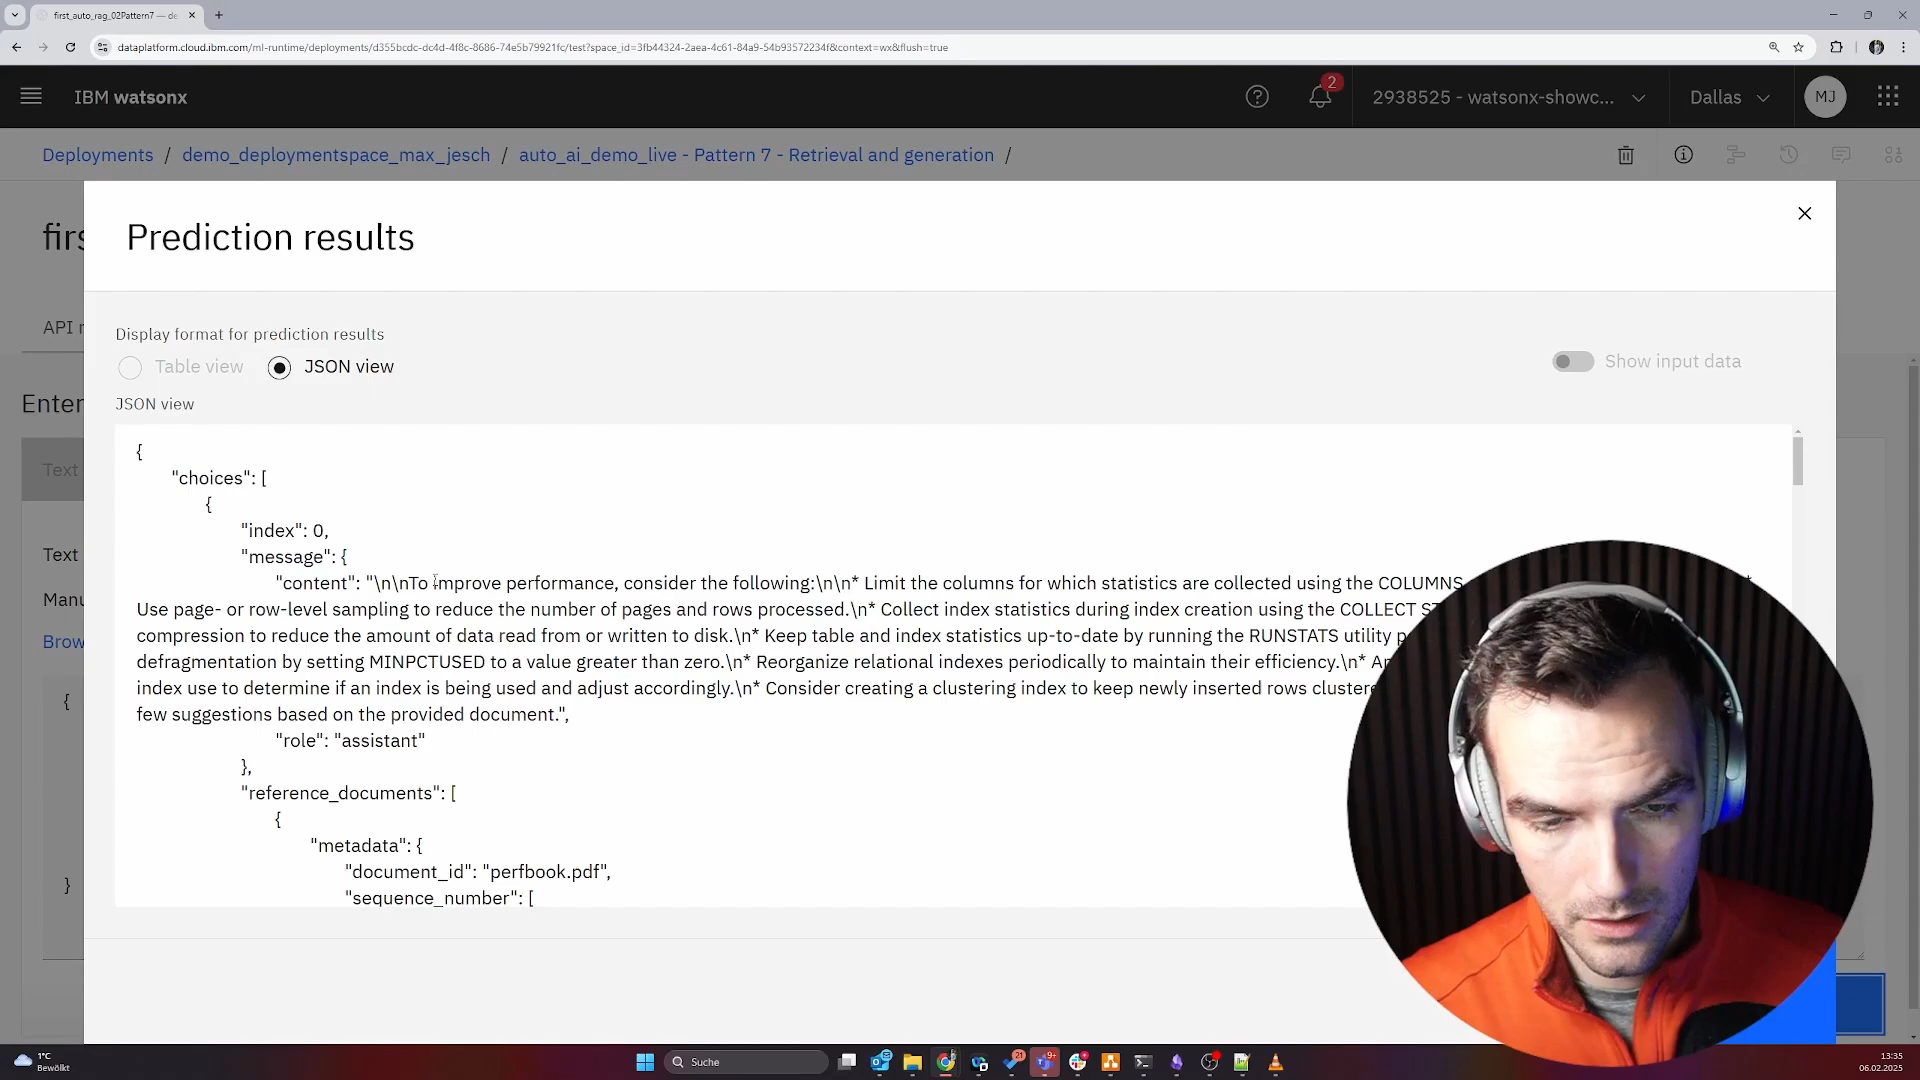 first_auto_rag_02Pattern7 — de
dataplatform.cloud.ibm.com/ml-runtime/deployments/d355bcdc-dc4d-4f8c-8686-74e5b79921fc/test?space_id=3fb44324-2aea-4c61-84a9-54b93572234f&context=wx&flush=true
IBM watsonx
2
2938525 - watsonx-showc...
Dallas
MJ
Deployments / demo_deploymentspace_max_jesch / auto_ai_demo_live - Pattern 7 - Retrieval and generation /
firs
Prediction results
API r
Display format for prediction results
Table view
JSON view
Show input data
Enter
JSON view
{
"choices": [
Text
{
"index": 0,
Text
"message": {
"content": "\n\nTo improve performance, consider the following:\n\n* Limit the columns for which statistics are collected using the COLUMNS
Manu
Use page- or row-level sampling to reduce the number of pages and rows processed.\n* Collect index statistics during index creation using the COLLECT
Brow
compression to reduce the amount of data read from or written to disk.\n* Keep table and index statistics up-to-date by running the RUNSTATS utility
defragmentation by setting MINPCTUSED to a value greater than zero.\n* Reorganize relational indexes periodically to maintain their efficiency.\n*
{
index use to determine if an index is being used and adjust accordingly.\n* Consider creating a clustering index to keep newly inserted rows
few suggestions based on the provided document.",
"role": "assistant"
},
"reference_documents": [
{
"metadata": {
"document_id": "perfbook.pdf",
}
"sequence_number": [
1°C
Bewölkt
Suche
21
9+
13:35
06.02.2025